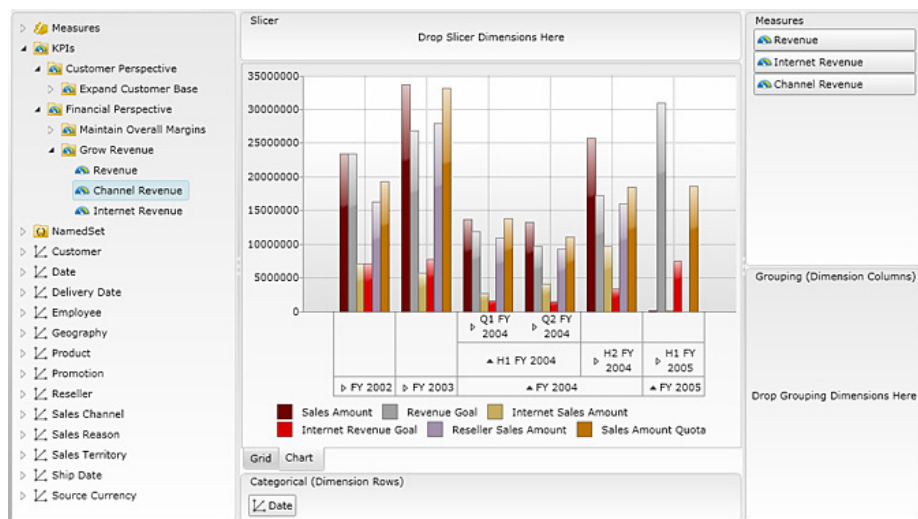 Measures
KPIs
Customer Perspective
Expand Customer Base
Financial Perspective
Maintain Overall Margins
Grow Revenue
Revenue
Channel Revenue
Internet Revenue
NamedSet
Customer
Date
Delivery Date
Employee
Geography
Product
Promotion
Reseller
Sales Channel
Sales Reason
Sales Territory
Ship Date
Source Currency
Slicer
Drop Slicer Dimensions Here
35000000
30000000
25000000
20000000
15000000
10000000
5000000
0
Q1 FY
2004
Q2 FY
2004
H1 FY 2004
H2 FY
2004
H1 FY
2005
FY 2002
FY 2003
FY 2004
FY 2005
Sales Amount
Revenue Goal
Internet Sales Amount
Internet Revenue Goal
Reseller Sales Amount
Sales Amount Quota
Grid
Chart
Categorical (Dimension Rows)
Date
Measures
Revenue
Internet Revenue
Channel Revenue
Grouping (Dimension Columns)
Drop Grouping Dimensions Here